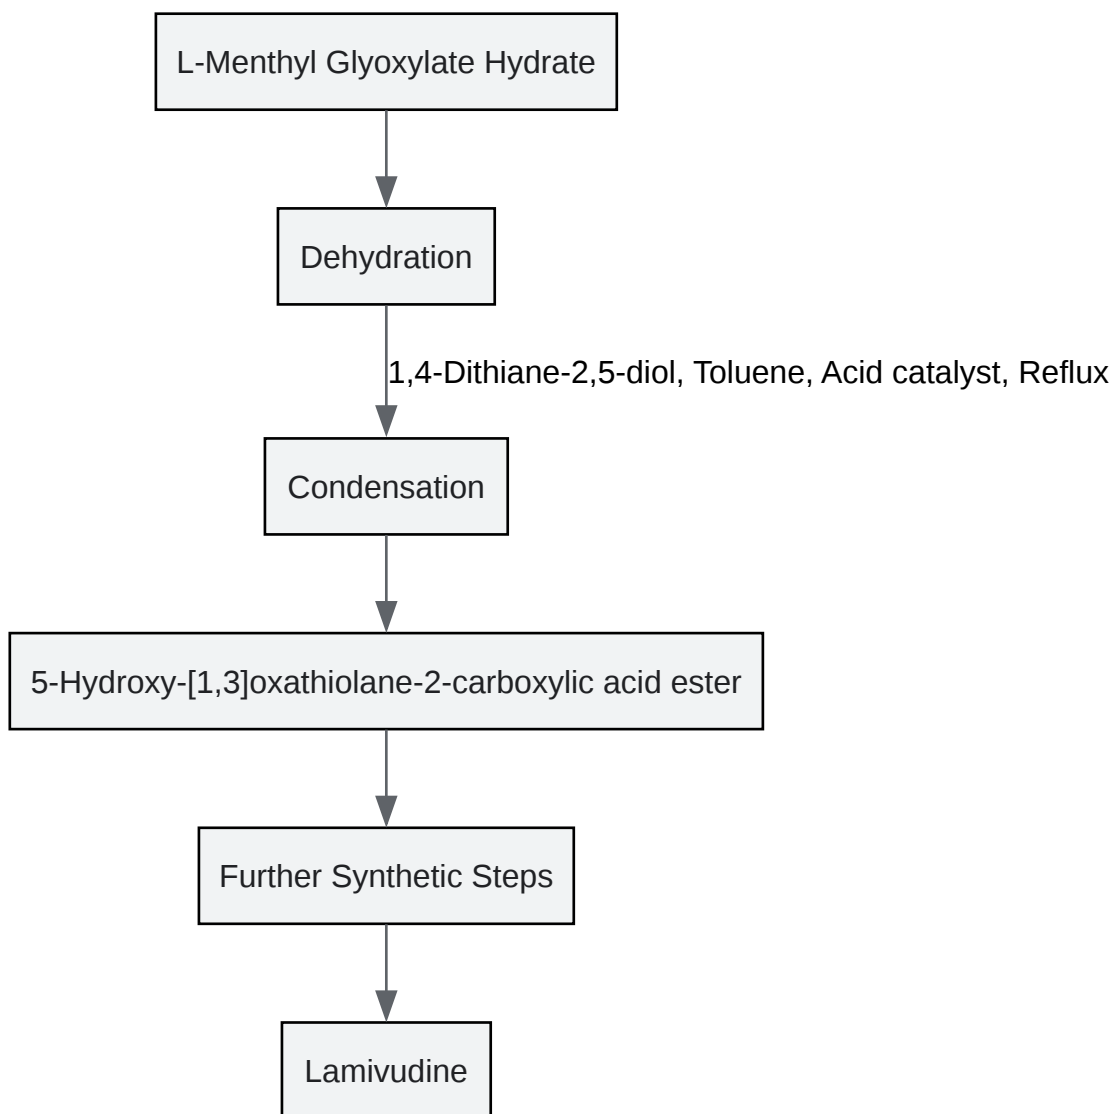 L-Menthyl Glyoxylate Hydrate
Dehydration
1,4-Dithiane-2,5-diol, Toluene, Acid catalyst, Reflux
Condensation
5-Hydroxy-[1,3]oxathiolane-2-carboxylic acid ester
Further Synthetic Steps
Lamivudine